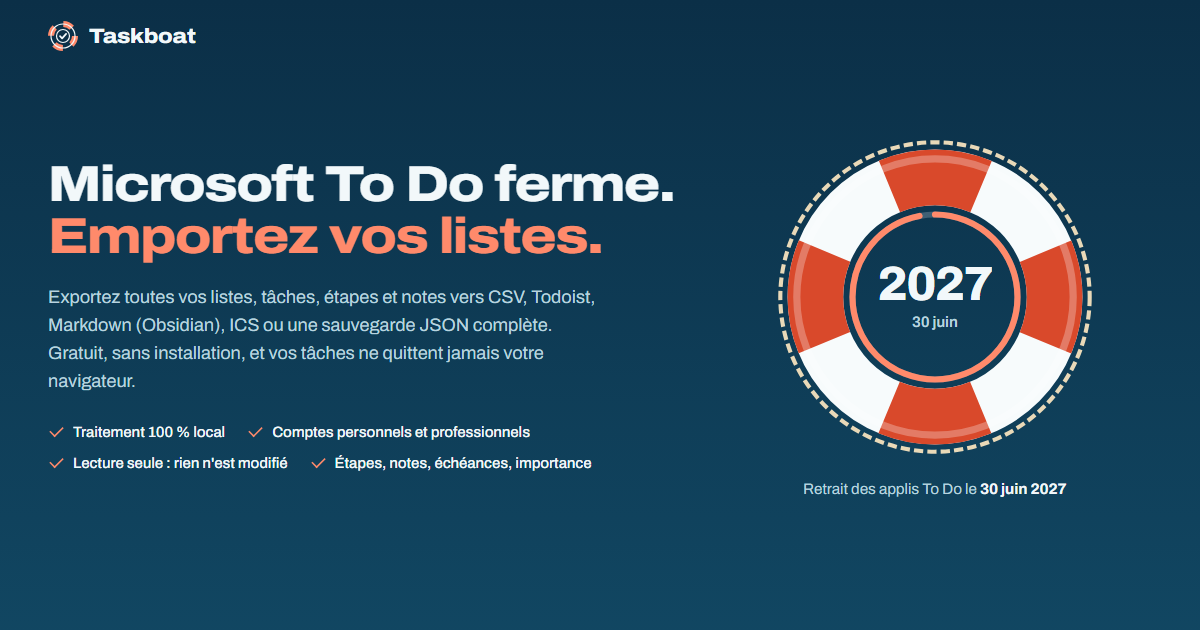 Taskboat
Microsoft To Do ferme.
Emportez vos listes.
Exportez toutes vos listes, tâches, étapes et notes vers CSV, Todoist,
Markdown (Obsidian), ICS ou une sauvegarde JSON complète.
Gratuit, sans installation, et vos tâches ne quittent jamais votre
navigateur.
Traitement 100 % local
Comptes personnels et professionnels
Lecture seule : rien n'est modifié
Étapes, notes, échéances, importance
2027
30 juin
Retrait des applis To Do le 30 juin 2027